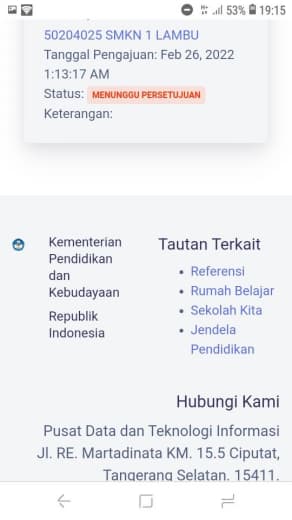 53% 19:15
50204025 SMKN 1 LAMBU
Tanggal Pengajuan: Feb 26, 2022
1:13:17 AM
Status: MENUNGGU PERSETUJUAN
Keterangan:
Kementerian
Pendidikan
dan
Kebudayaan
Republik
Indonesia
Tautan Terkait
Referensi
Rumah Belajar
Sekolah Kita
Jendela
Pendidikan
Hubungi Kami
Pusat Data dan Teknologi Informasi
Jl. RE. Martadinata KM. 15.5 Ciputat,
Tangerang Selatan. 15411.